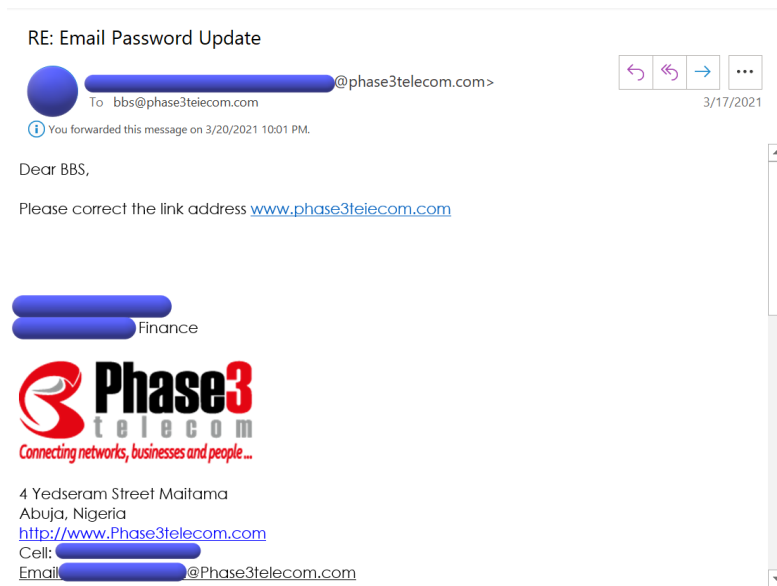 RE: Email Password Update
@phase3telecom.com>
To bbs@phase3teiecom.com
3/17/2021
You forwarded this message on 3/20/2021 10:01 PM.
Dear BBS,
Please correct the link address www.phase3teiecom.com
Finance
Phase3
telecom
Connecting networks, businesses and people...
4 Yedseram Street Maitama
Abuja, Nigeria
http://www.Phase3telecom.com
Cell:
Email @Phase3telecom.com